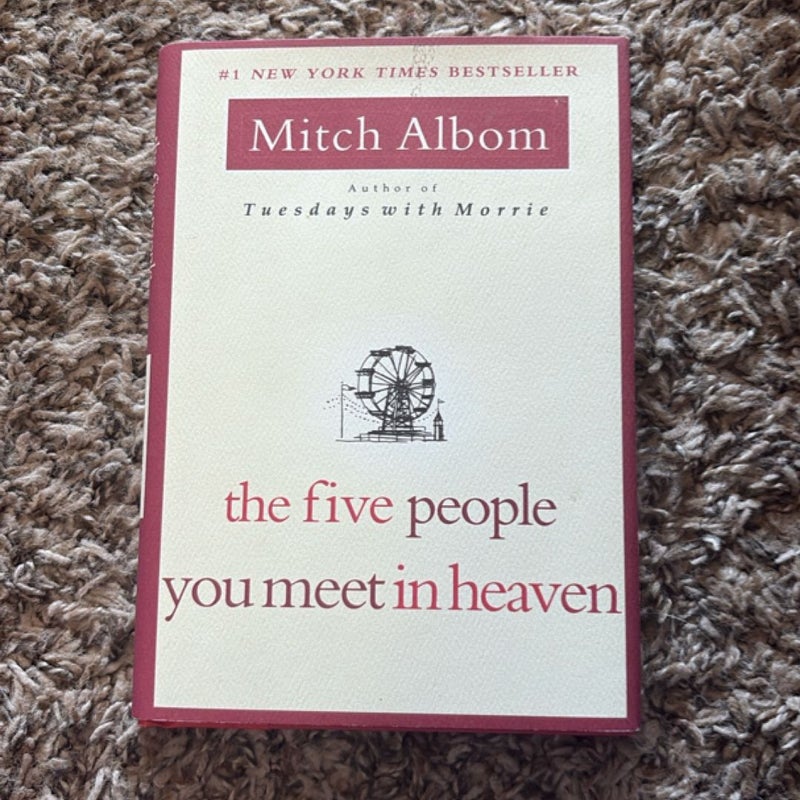 #1 NEW YORK TIMES BESTSELLER
Mitch Albom
Author of
Tuesdays with Morrie
the five people
you meet in heaven